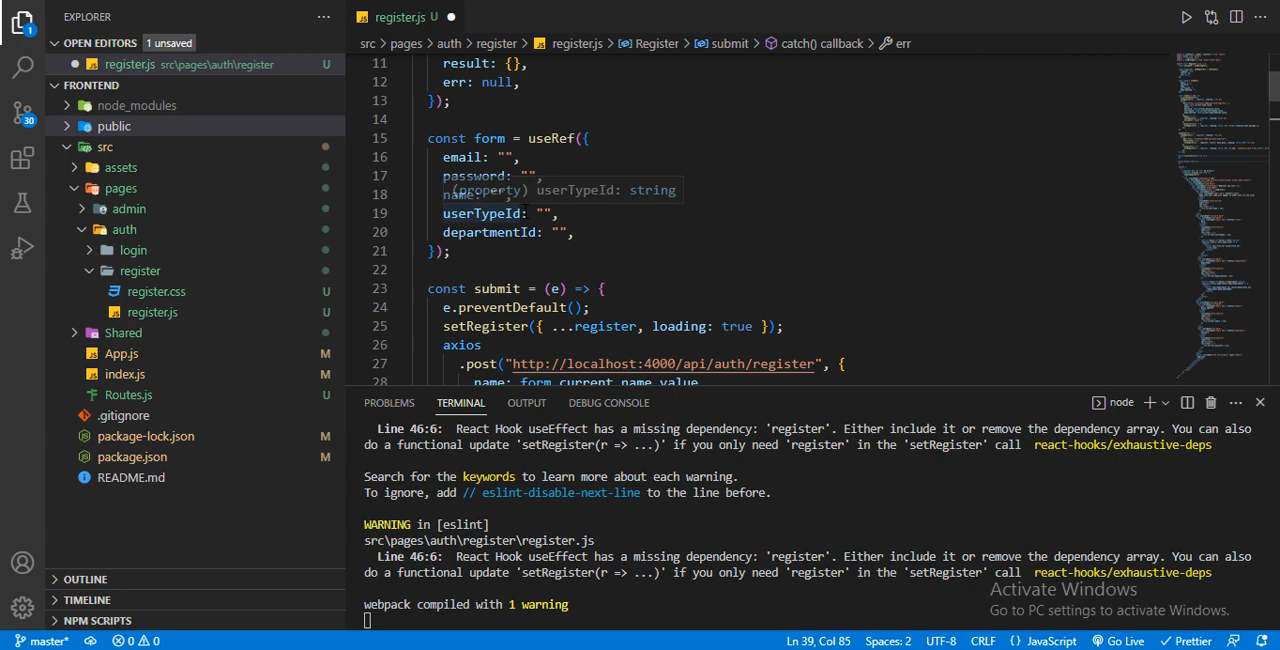 EXPLORER ···
register.js U
OPEN EDITORS 1 unsaved
src > pages > auth > register > register.js > Register > submit > catch() callback > err
register.js src\pages\auth\register U
FRONTEND
node_modules
public
src
assets
pages
admin
auth
login
register
register.css U
register.js U
Shared
App.js M
index.js M
Routes.js U
.gitignore
package-lock.json M
package.json M
README.md
OUTLINE
TIMELINE
NPM SCRIPTS
1
30
11 result: {},
12 err: null,
13 });
14
15 const form = useRef({
16 email: "",
17 password: "",
(property) userTypeId: string
18
19 userTypeId: "",
20 departmentId: "",
21 });
22
23 const submit = (e) => {
24 e.preventDefault();
25 setRegister({ ...register, loading: true });
26 axios
27 .post("http://localhost:4000/api/auth/register", {
28 name: form.current.name.value,
PROBLEMS TERMINAL OUTPUT DEBUG CONSOLE node
Line 46:6: React Hook useEffect has a missing dependency: 'register'. Either include it or remove the dependency array. You can also
do a functional update 'setRegister(r => ...)' if you only need 'register' in the 'setRegister' call react-hooks/exhaustive-deps
Search for the keywords to learn more about each warning.
To ignore, add // eslint-disable-next-line to the line before.
WARNING in [eslint]
src\pages\auth\register\register.js
Line 46:6: React Hook useEffect has a missing dependency: 'register'. Either include it or remove the dependency array. You can also
do a functional update 'setRegister(r => ...)' if you only need 'register' in the 'setRegister' call react-hooks/exhaustive-deps
webpack compiled with 1 warning
Activate Windows
Go to PC settings to activate Windows.
master* 0 0 Ln 39, Col 85 Spaces: 2 UTF-8 CRLF {} JavaScript Go Live Prettier